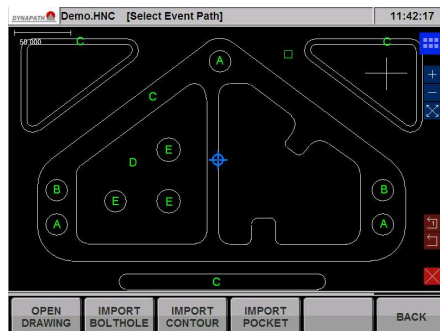 DYNAPATH Demo.HNC [Select Event Path] 11:42:17
50.000
C
C
A
C
E
D
B
E
E
A
B
A
C
OPEN DRAWING
IMPORT BOLTHOLE
IMPORT CONTOUR
IMPORT POCKET
BACK